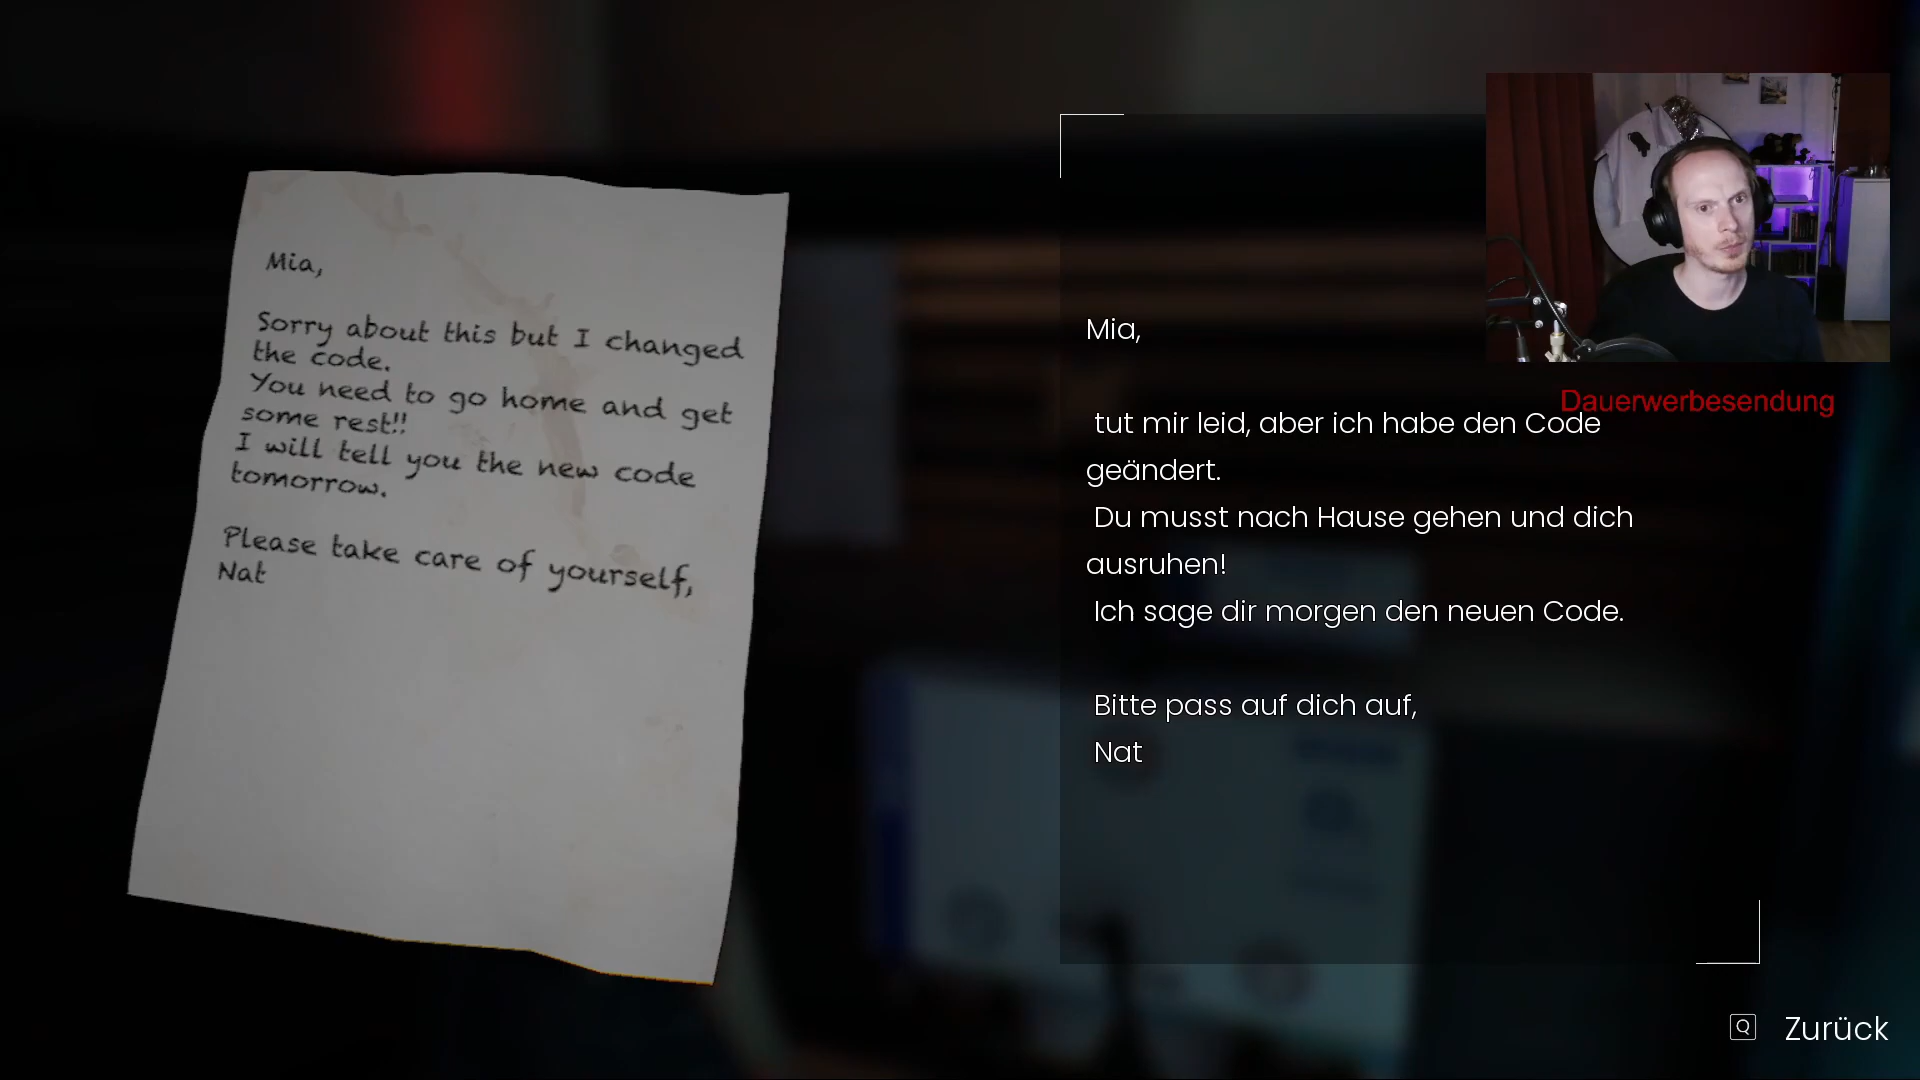 Mia,
Sorry about this but I changed
the code.
You need to go home and get
some rest!!
I will tell you the new code
tomorrow.
Please take care of yourself,
Nat
Mia,
tut mir leid, aber ich habe den Code
geändert.
Du musst nach Hause gehen und dich
ausruhen!
Ich sage dir morgen den neuen Code.
Bitte pass auf dich auf,
Nat
Dauerwerbesendung
Q Zurück